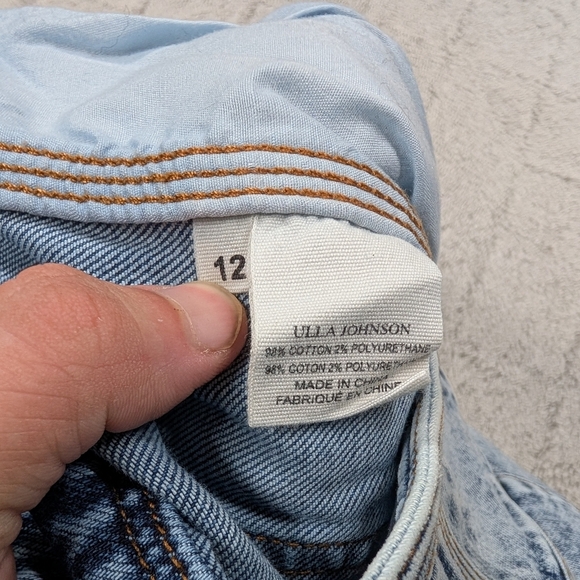 12
ULLA JOHNSON
98% COTTON 2% POLYURETHANE
98% COTON 2% POLYURETHANE
MADE IN CHINA
FABRIQUÉ EN CHINE